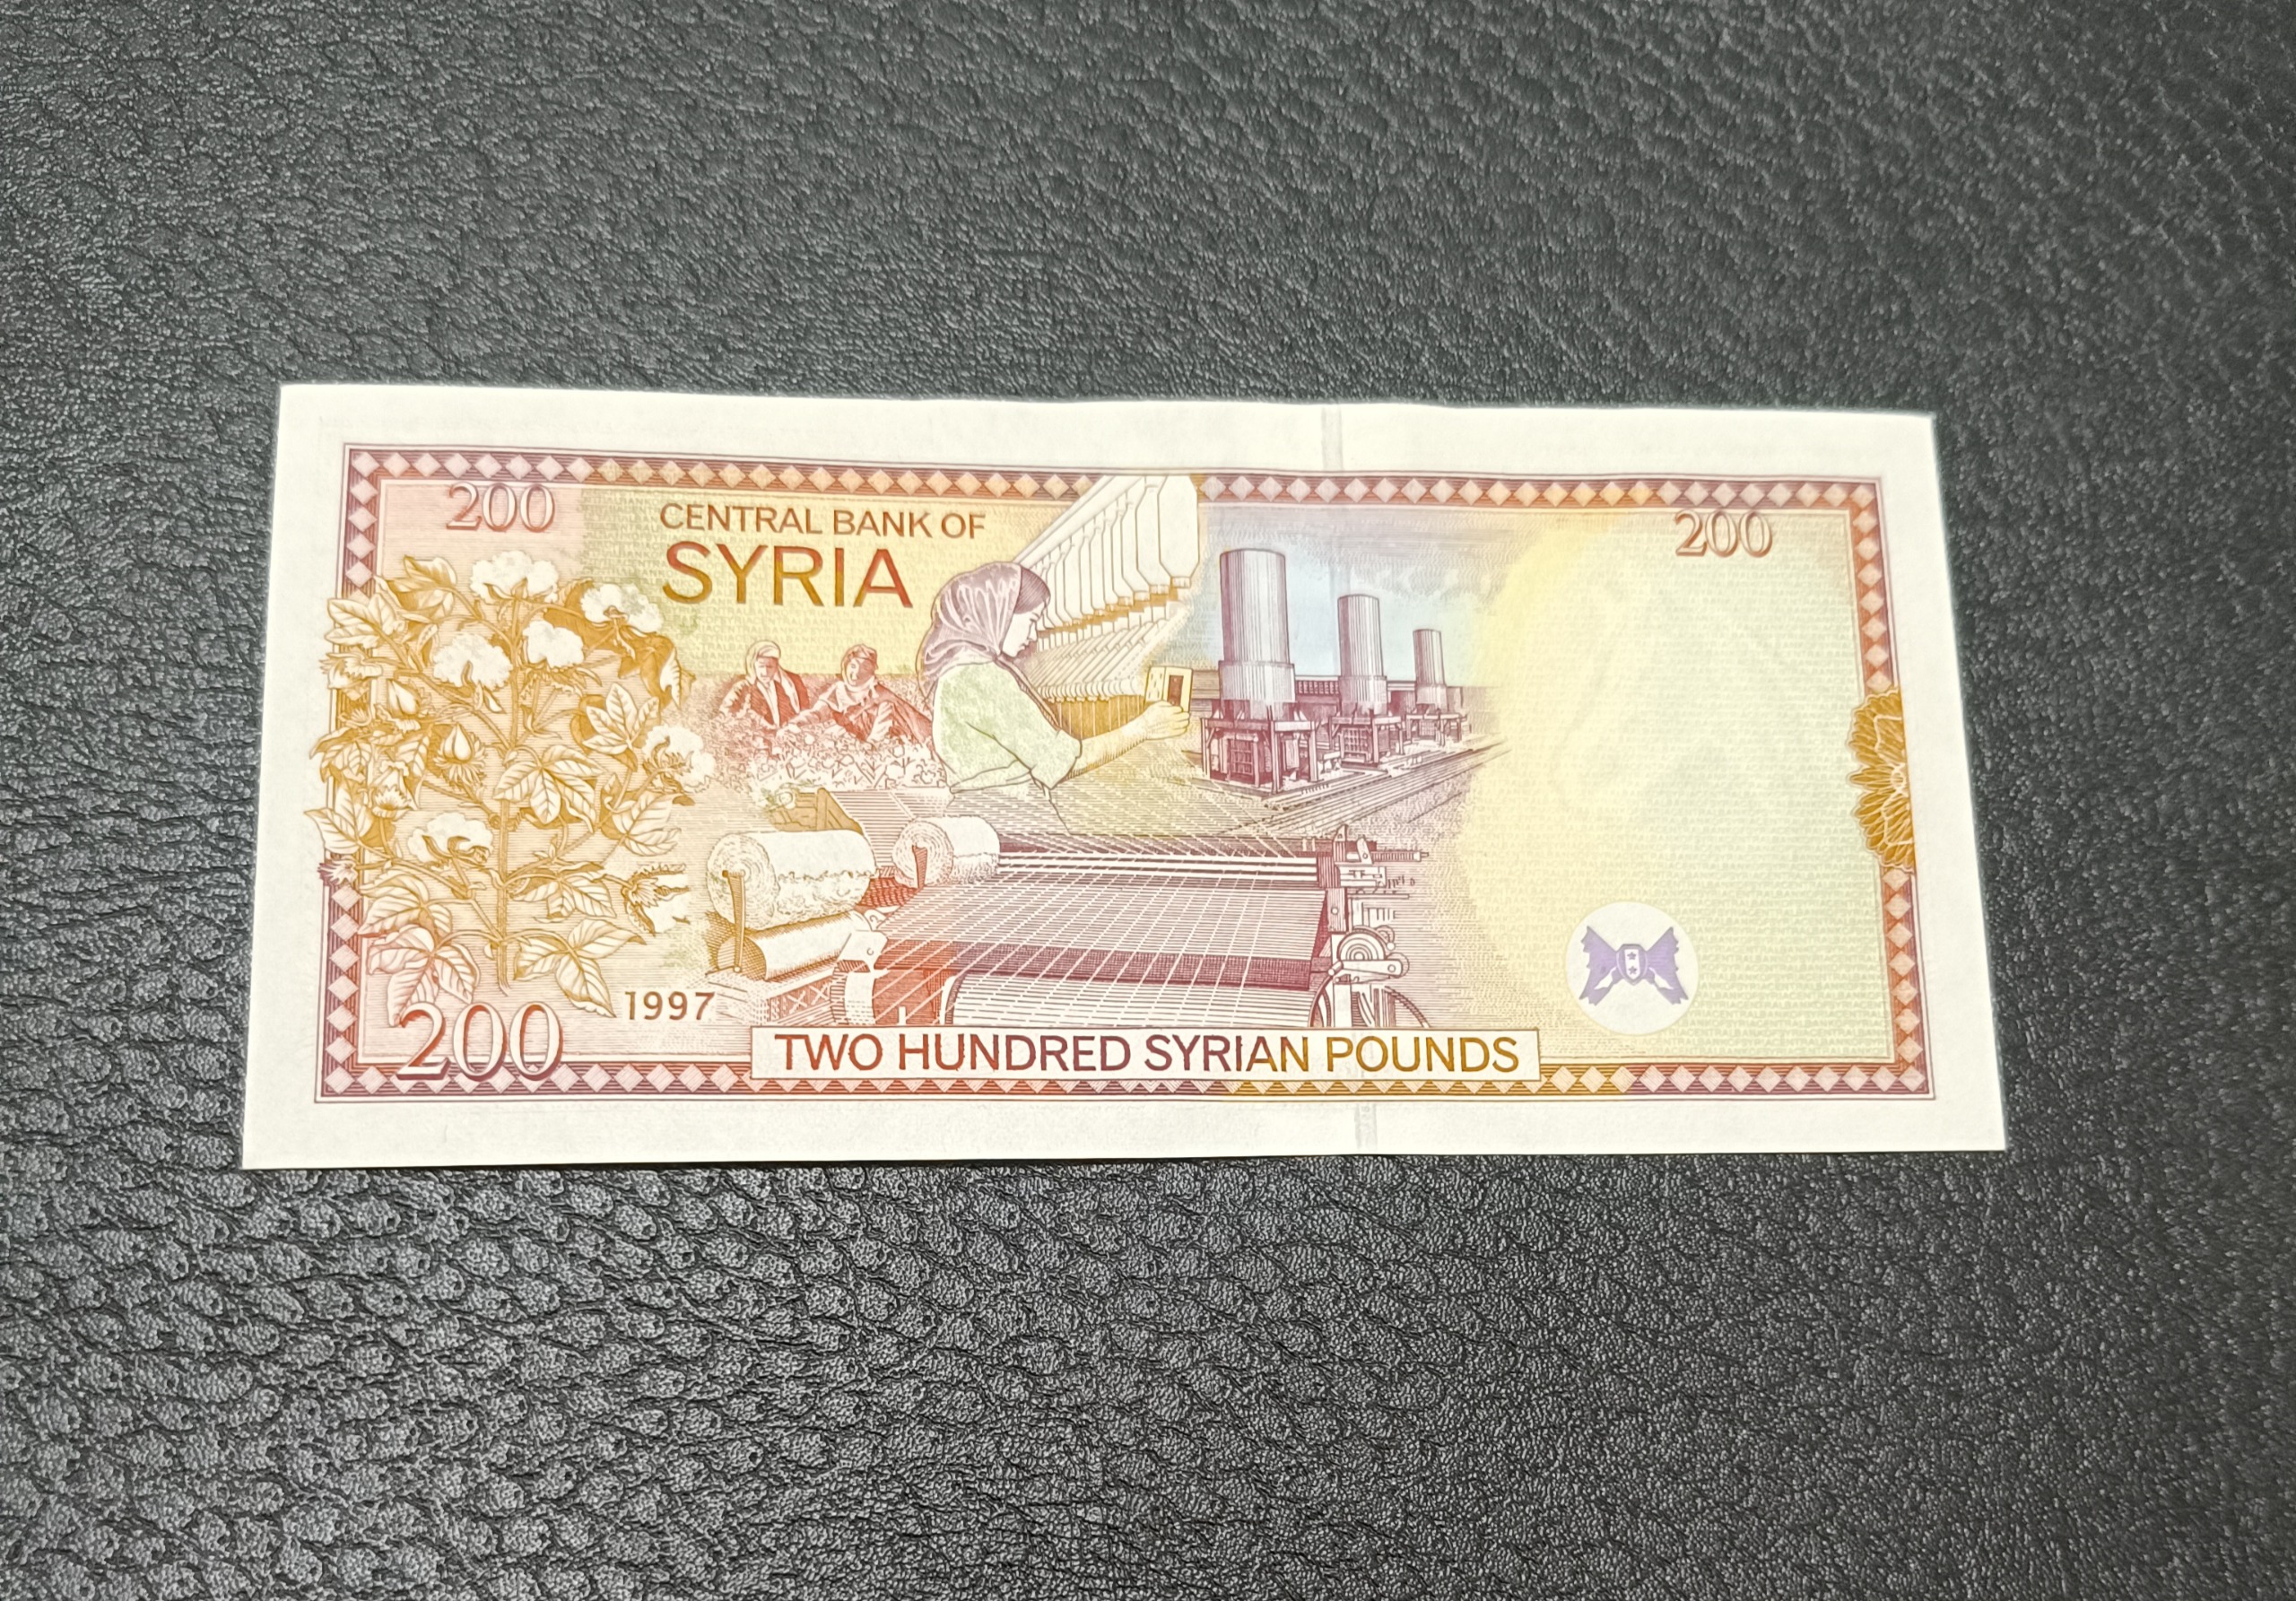 200
200
CENTRAL BANK OF
SYRIA
1997
200
TWO HUNDRED SYRIAN POUNDS